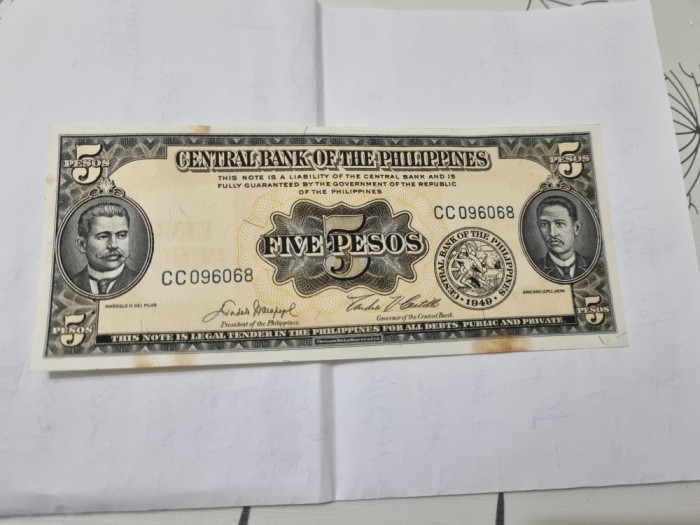 5
PESOS
5
PESOS
CENTRAL BANK OF THE PHILIPPINES
THIS NOTE IS A LIABILITY OF THE CENTRAL BANK AND IS
FULLY GUARANTEED BY THE GOVERNMENT OF THE REPUBLIC
OF THE PHILIPPINES
CC096068
5
FIVE PESOS
CENTRAL BANK OF THE PHILIPPINES
· 1949 ·
CC096068
MARCELO H. DEL PILAR
GRACIANO LOPEZ JAENA
President of the Philippines
Governor of the Central Bank
5
PESOS
5
PESOS
THIS NOTE IS LEGAL TENDER IN THE PHILIPPINES FOR ALL DEBTS, PUBLIC AND PRIVATE